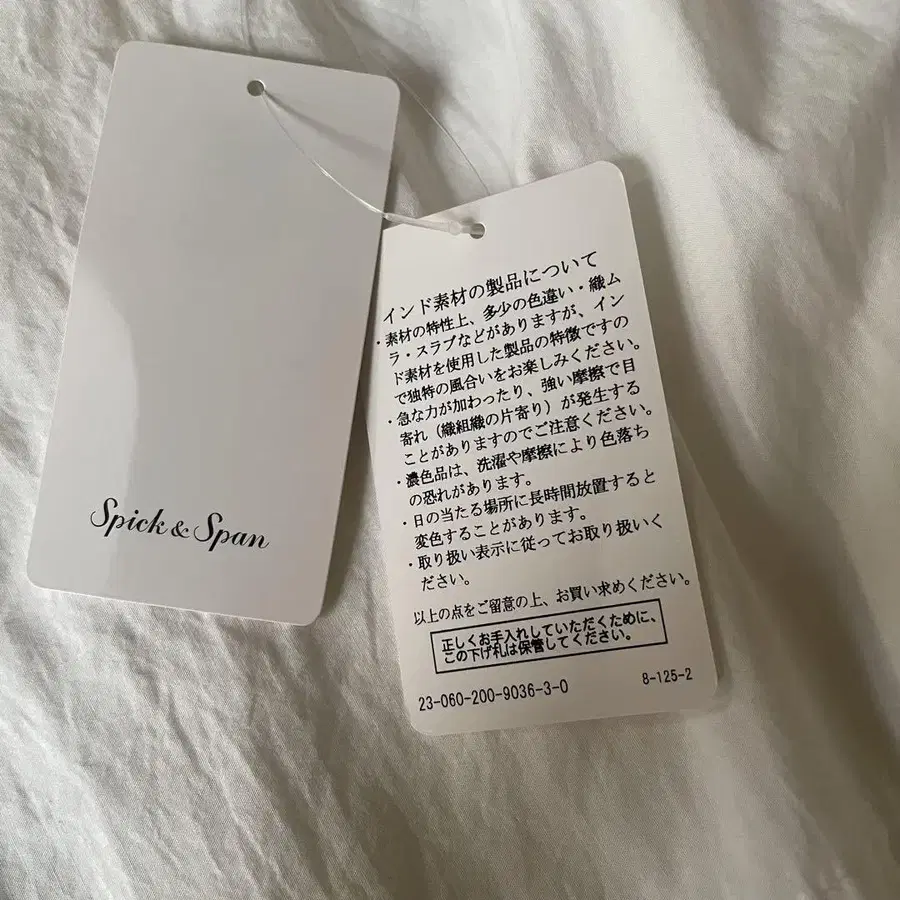 Spick & Span
インド素材の製品について
・素材の特性上、多少の色違い・織ム
ラ・スラブなどがありますが、イン
ド素材を使用した製品の特徴ですの
で独特の風合いをお楽しみください。
・急な力が加わったり、強い摩擦で目
寄れ（織組織の片寄り）が発生する
ことがありますのでご注意ください。
・濃色品は、洗濯や摩擦により色落ち
の恐れがあります。
・日の当たる場所に長時間放置すると
変色することがあります。
・取り扱い表示に従ってお取り扱いく
ださい。
以上の点をご留意の上、お買い求めください。
正しくお手入れしていただくために、
この下げ札は保管してください。
23-060-200-9036-3-0
8-125-2